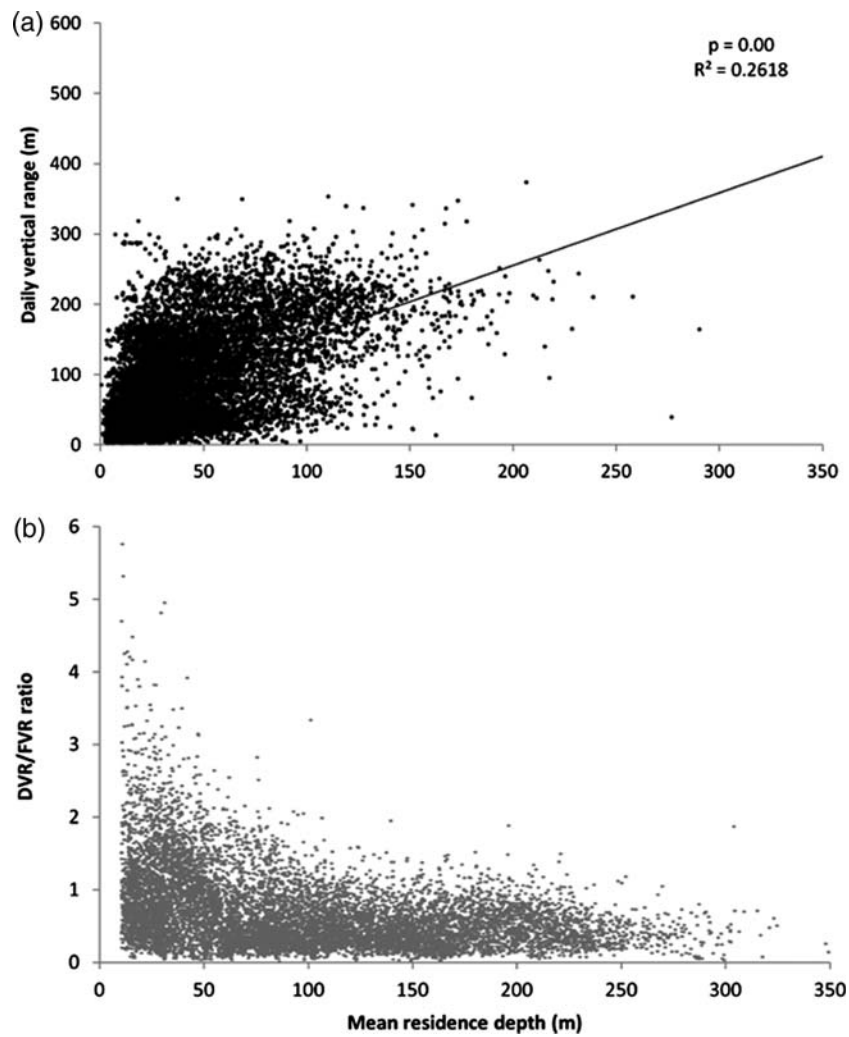 (a)
600
500
400
300
200
100
0
Daily vertical range (m)
p = 0.00
R² = 0.2618
0 50 100 150 200 250 300 350
(b)
6
5
4
3
2
1
0
DVR/FVR ratio
0 50 100 150 200 250 300 350
Mean residence depth (m)